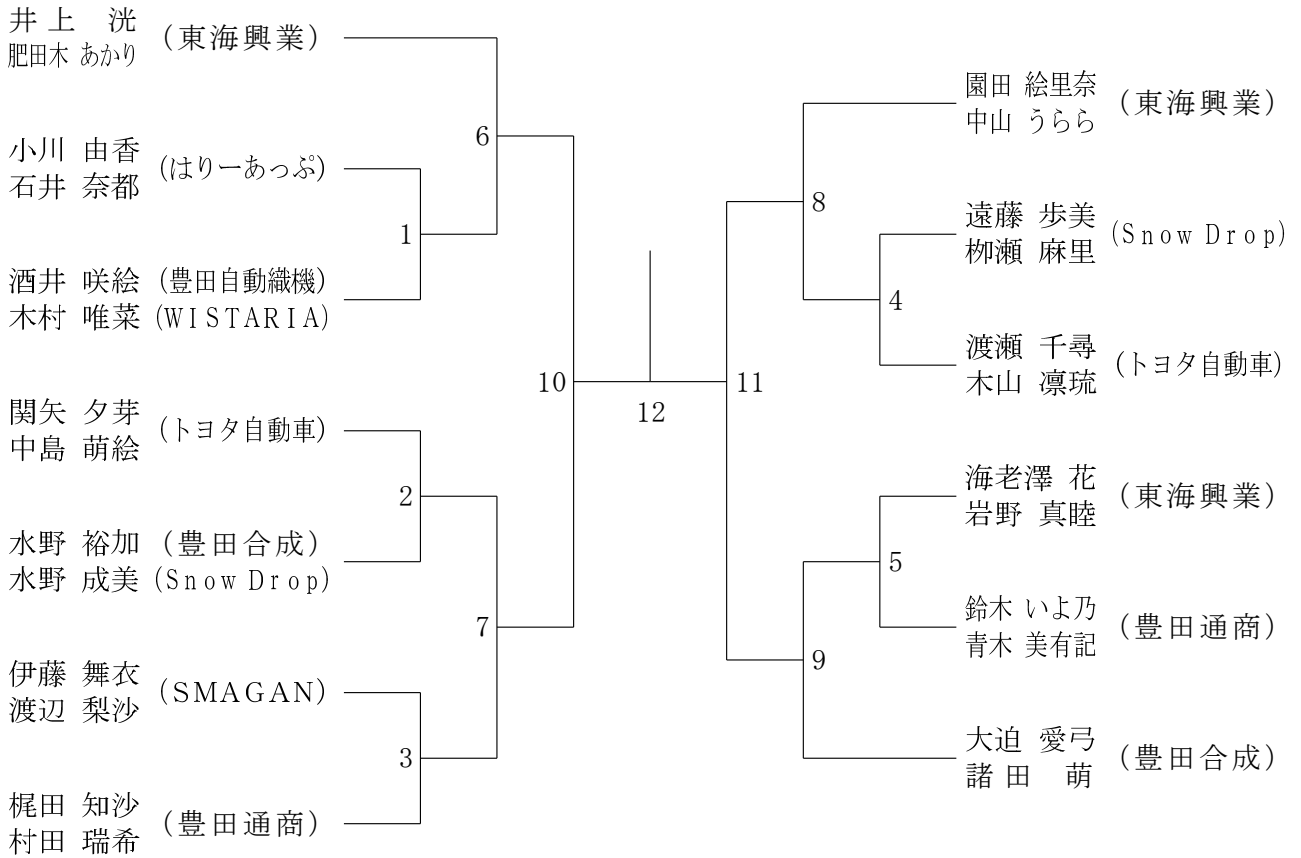 井上 洸 (東海興業)
肥田木 あかり
6
小川 由香 (はりーあっぷ)
石井 奈都
1
酒井 咲絵 (豊田自動織機)
木村 唯菜 (WISTARIA)
10
関矢 夕芽 (トヨタ自動車)
中島 萌絵
2
水野 裕加 (豊田合成)
水野 成美 (Snow Drop)
7
伊藤 舞衣 (SMAGAN)
渡辺 梨沙
3
梶田 知沙 (豊田通商)
村田 瑞希
12
園田 絵里奈 (東海興業)
中山 うらら
8
遠藤 歩美 (Snow Drop)
栁瀬 麻里
4
渡瀬 千尋 (トヨタ自動車)
木山 凛琉
11
海老澤 花 (東海興業)
岩野 真睦
5
鈴木 いよ乃 (豊田通商)
青木 美有記
9
大迫 愛弓 (豊田合成)
諸田 萌